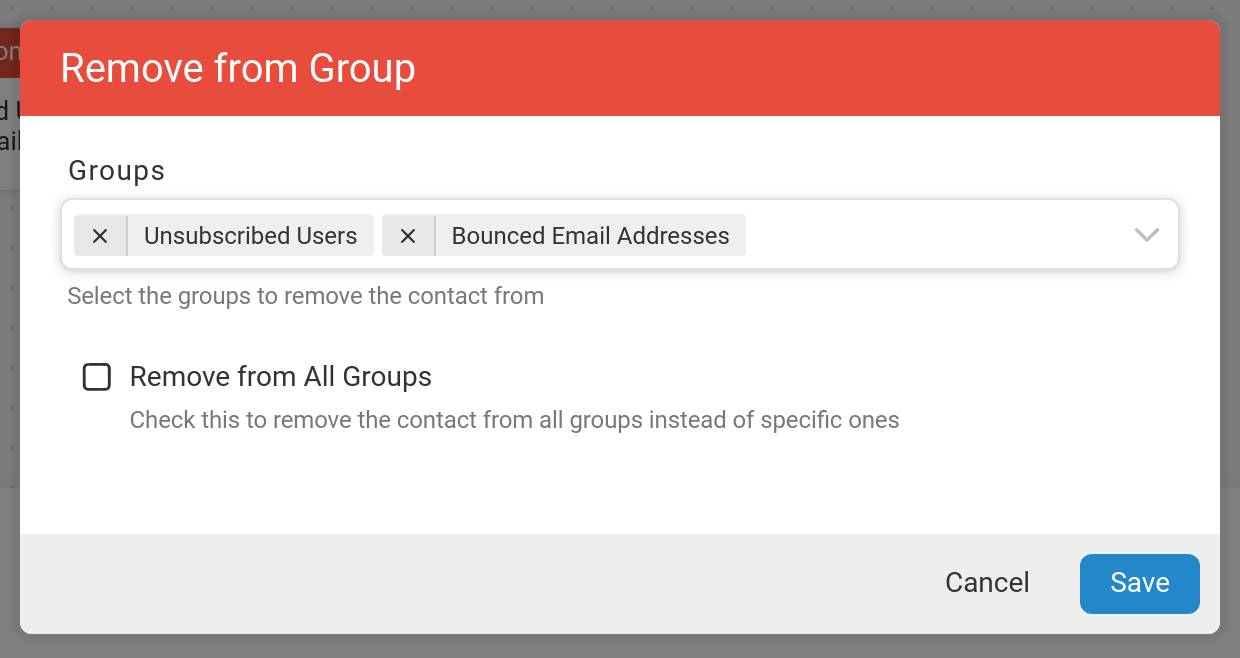 Remove from Group
Groups
Unsubscribed Users
Bounced Email Addresses
Select the groups to remove the contact from
Remove from All Groups
Check this to remove the contact from all groups instead of specific ones
Cancel
Save